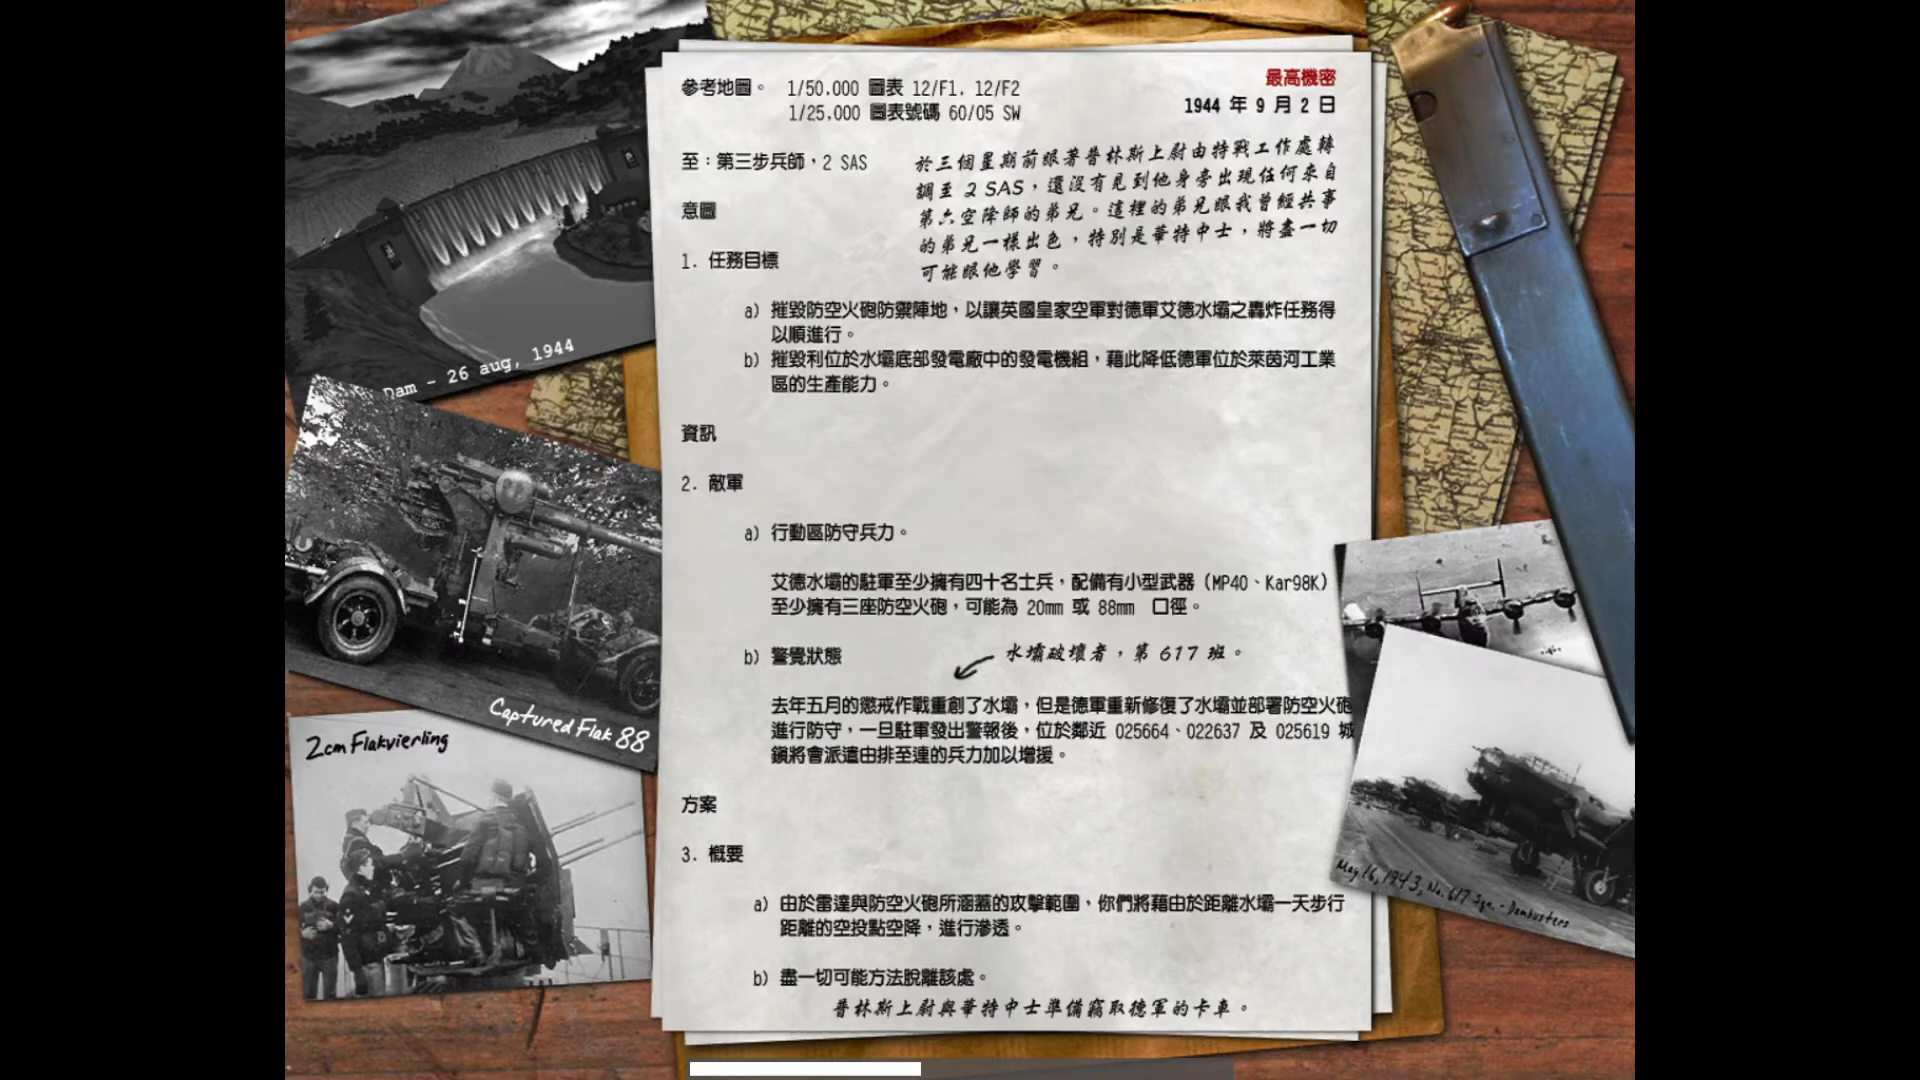 最高機密
參考地圖。 1/50.000 圖表 12/F1. 12/F2
1944 年 9 月 2 日
1/25,000 圖表號碼 60/05 SW
至：第三步兵師，2 SAS
於三個星期前眼著普林斯上尉由特戰工作處轉
調至 2 SAS，還沒有見到他身旁出現任何來自
第六空降師的弟兄。這裡的弟兄眼我曾經共事
的弟兄一樣出色，特別是華特中士，將盡一切
可能眼他學習。
意圖
1. 任務目標
a) 摧毀防空火砲防禦陣地，以讓英國皇家空軍對德軍艾德水壩之轟炸任務得
以順進行。
b) 摧毀利位於水壩底部發電廠中的發電機組，藉此降低德軍位於萊茵河工業
區的生產能力。
資訊
2. 敵軍
a) 行動區防守兵力。
艾德水壩的駐軍至少擁有四十名士兵，配備有小型武器（MP40、Kar98K）
至少擁有三座防空火砲，可能為 20mm 或 88mm 口徑。
b) 警覺狀態
水壩破壞者，第 617 班。
去年五月的懲戒作戰重創了水壩，但是德軍重新修復了水壩並部署防空火砲
進行防守，一旦駐軍發出警報後，位於鄰近 025664、022637 及 025619 城
鎮將會派遣由排至連的兵力加以增援。
方案
3. 概要
a) 由於雷達與防空火砲所涵蓋的攻擊範圍，你們將藉由於距離水壩一天步行
距離的空投點空降，進行滲透。
b) 盡一切可能方法脫離該處。
普林斯上尉與華特中士準備竊取德軍的卡車。
Dam - 26 aug, 1944
Captured Flak 88
2cm Flakvierling
May 16, 1943, No. 617 Sqn. - Dambusters